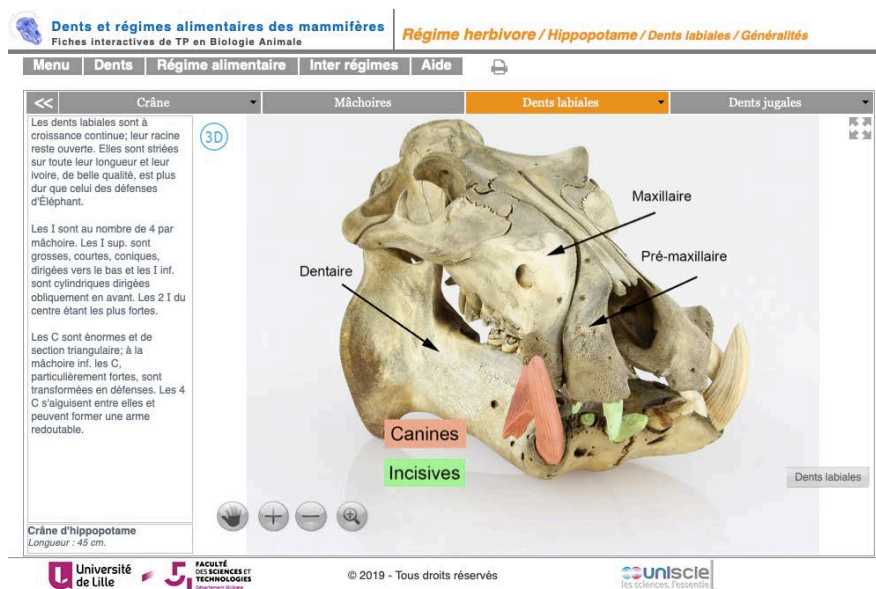 Dents et régimes alimentaires des mammifères
Fiches interactives de TP en Biologie Animale
Régime herbivore / Hippopotame / Dents labiales / Généralités
Menu Dents Régime alimentaire Inter régimes Aide
<< Crâne Mâchoires Dents labiales Dents jugales
Les dents labiales sont à
croissance continue; leur racine
reste ouverte. Elles sont striées
sur toute leur longueur et leur
ivoire, de belle qualité, est plus
dur que celui des défenses
d'Éléphant.
Les I sont au nombre de 4 par
mâchoire. Les I sup. sont
grosses, courtes, coniques,
dirigées vers le bas et les I inf.
sont cylindriques dirigées
obliquement en avant. Les 2 I du
centre étant les plus fortes.
Les C sont énormes et de
section triangulaire; à la
mâchoire inf. les C,
particulièrement fortes, sont
transformées en défenses. Les 4
C s'aiguisent entre elles et
peuvent former une arme
redoutable.
Crâne d'hippopotame
Longueur : 45 cm.
3D
Maxillaire
Pré-maxillaire
Dentaire
Canines
Incisives
Dents labiales
Université
de Lille
FACULTÉ
DES SCIENCES ET
TECHNOLOGIES
Département Biologie
© 2019 - Tous droits réservés
uniscie
les sciences, l'essentie